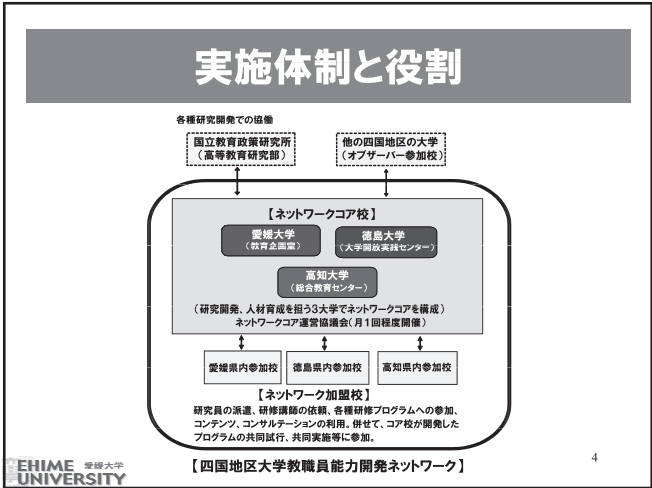 実施体制と役割
各種研究開発での協働
国立教育政策研究所
（高等教育研究部）
他の四国地区の大学
（オブザーバー参加校）
【ネットワークコア校】
愛媛大学
（教育企画室）
徳島大学
（大学開放実践センター）
高知大学
（総合教育センター）
（研究開発、人材育成を担う3大学でネットワークコアを構成）
ネットワークコア運営協議会（月1回程度開催）
愛媛県内参加校
徳島県内参加校
高知県内参加校
【ネットワーク加盟校】
研究員の派遣、研修講師の依頼、各種研修プログラムへの参加、
コンテンツ、コンサルテーションの利用。併せて、コア校が開発した
プログラムの共同試行、共同実施等に参加。
【四国地区大学教職員能力開発ネットワーク】
4
EHIME 愛媛大学
UNIVERSITY